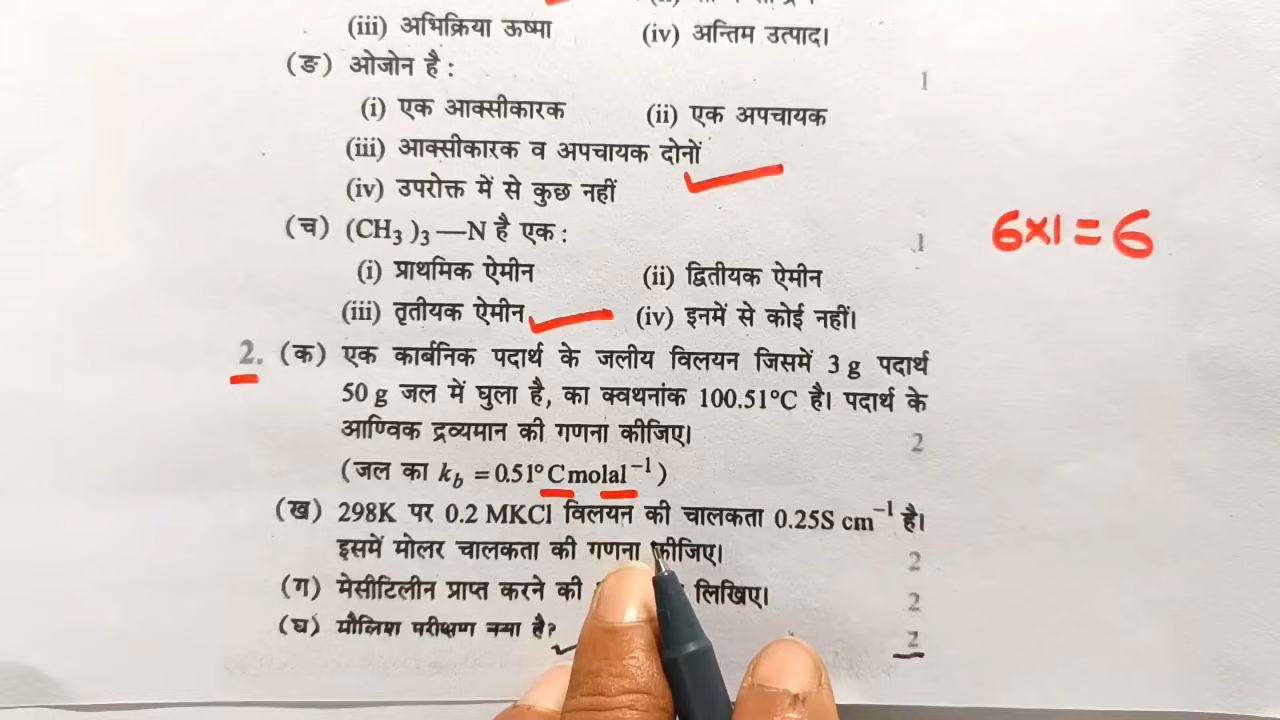 (iii) अभिक्रिया ऊष्मा (iv) अन्तिम उत्पाद।
(ङ) ओजोन है : 1
(i) एक आक्सीकारक (ii) एक अपचायक
(iii) आक्सीकारक व अपचायक दोनों
(iv) उपरोक्त में से कुछ नहीं
(च) (CH₃)₃—N है एक : 1
6×1=6
(i) प्राथमिक ऐमीन (ii) द्वितीयक ऐमीन
(iii) तृतीयक ऐमीन (iv) इनमें से कोई नहीं।
2. (क) एक कार्बनिक पदार्थ के जलीय विलयन जिसमें 3 g पदार्थ
50 g जल में घुला है, का क्वथनांक 100.51°C है। पदार्थ के
आण्विक द्रव्यमान की गणना कीजिए। 2
(जल का k_b = 0.51° C molal⁻¹)
(ख) 298K पर 0.2 MKCl विलयन की चालकता 0.25S cm⁻¹ है।
इसमें मोलर चालकता की गणना कीजिए। 2
(ग) मेसीटिलीन प्राप्त करने की लिखिए। 2
(घ) मौलिश परीक्षण क्या है? 2